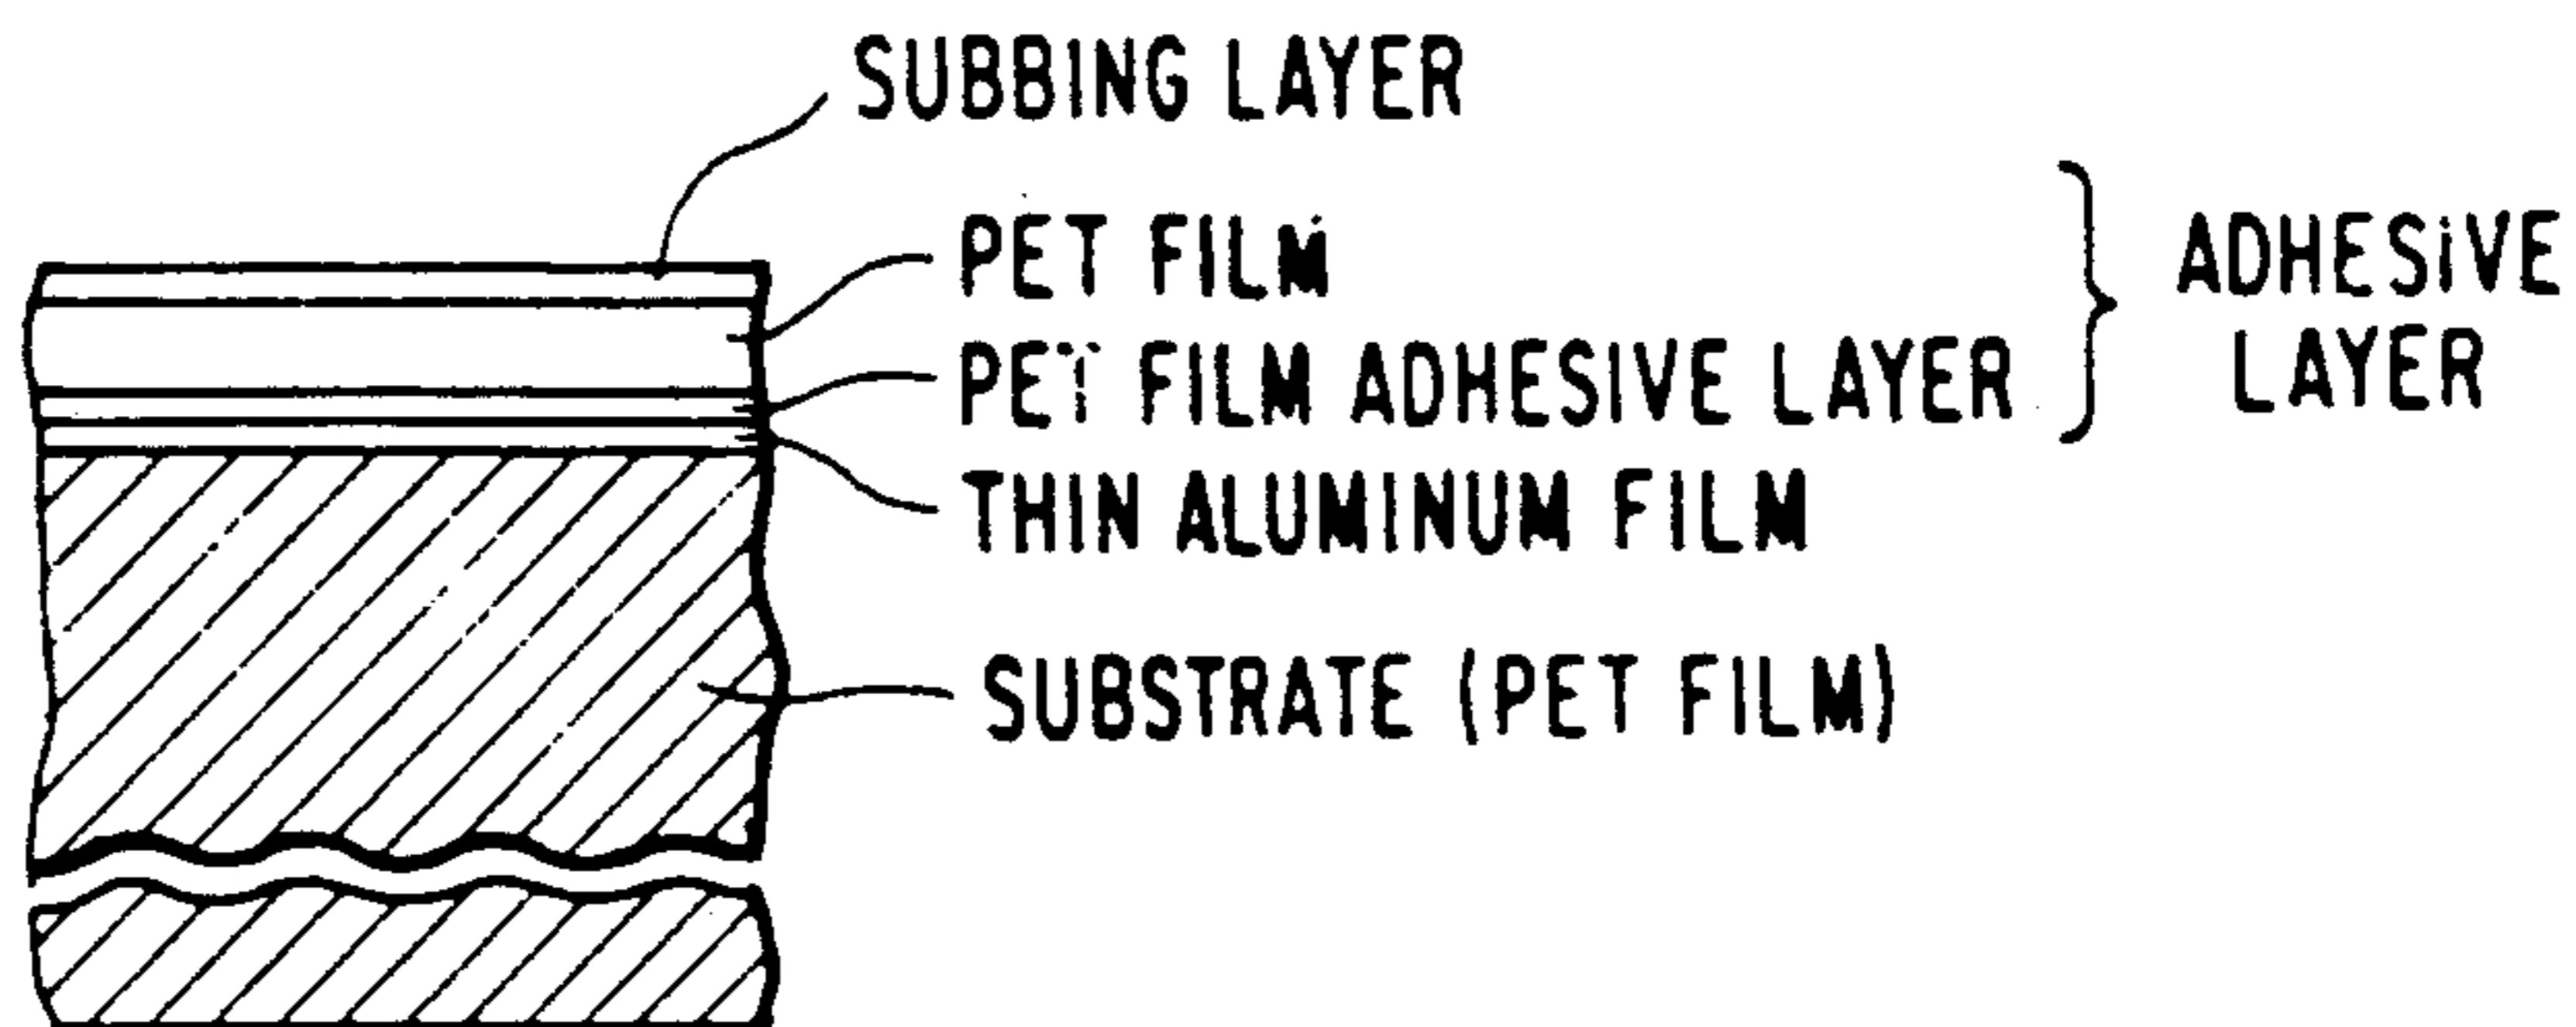 SUBBING LAYER
PET FILM
PET FILM ADHESIVE LAYER
THIN ALUMINUM FILM
SUBSTRATE (PET FILM)
ADHESIVE
LAYER